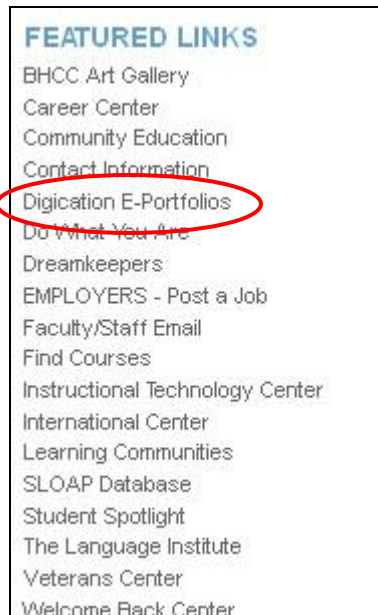 FEATURED LINKS
BHCC Art Gallery
Career Center
Community Education
Contact Information
Digication E-Portfolios
Do What You Are
Dreamkeepers
EMPLOYERS - Post a Job
Faculty/Staff Email
Find Courses
Instructional Technology Center
International Center
Learning Communities
SLOAP Database
Student Spotlight
The Language Institute
Veterans Center
Welcome Back Center